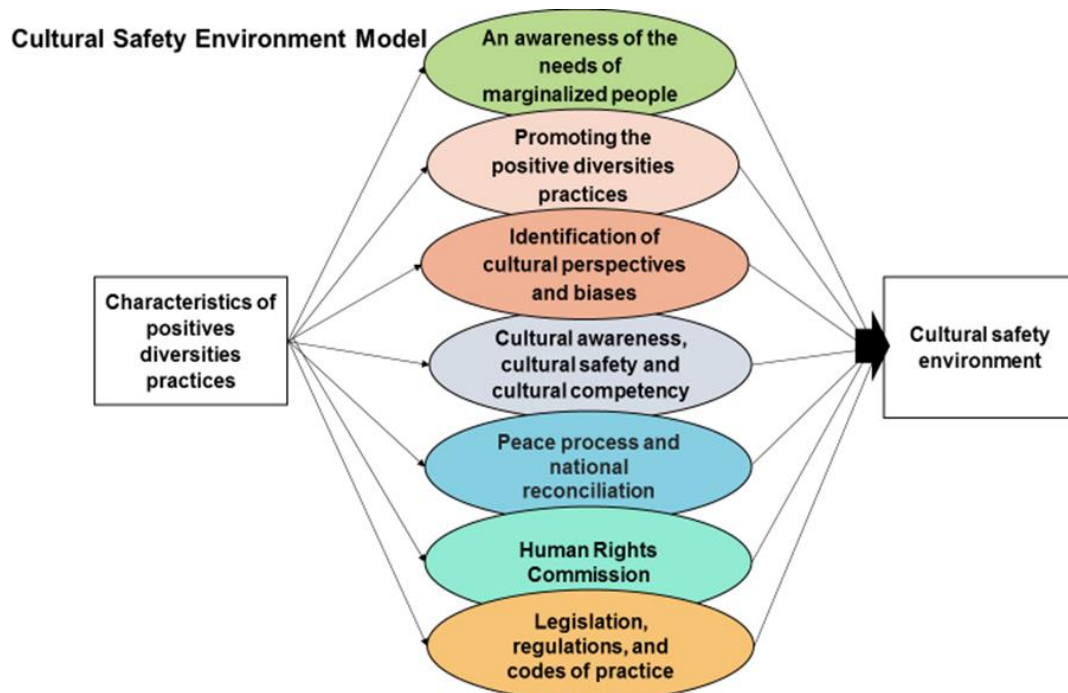 Cultural Safety Environment Model
An awareness of the
needs of
marginalized people
Promoting the
positive diversities
practices
Identification of
cultural perspectives
and biases
Characteristics of
positives
diversities
practices
Cultural awareness,
cultural safety and
cultural competency
Cultural safety
environment
Peace process and
national
reconciliation
Human Rights
Commission
Legislation,
regulations, and
codes of practice